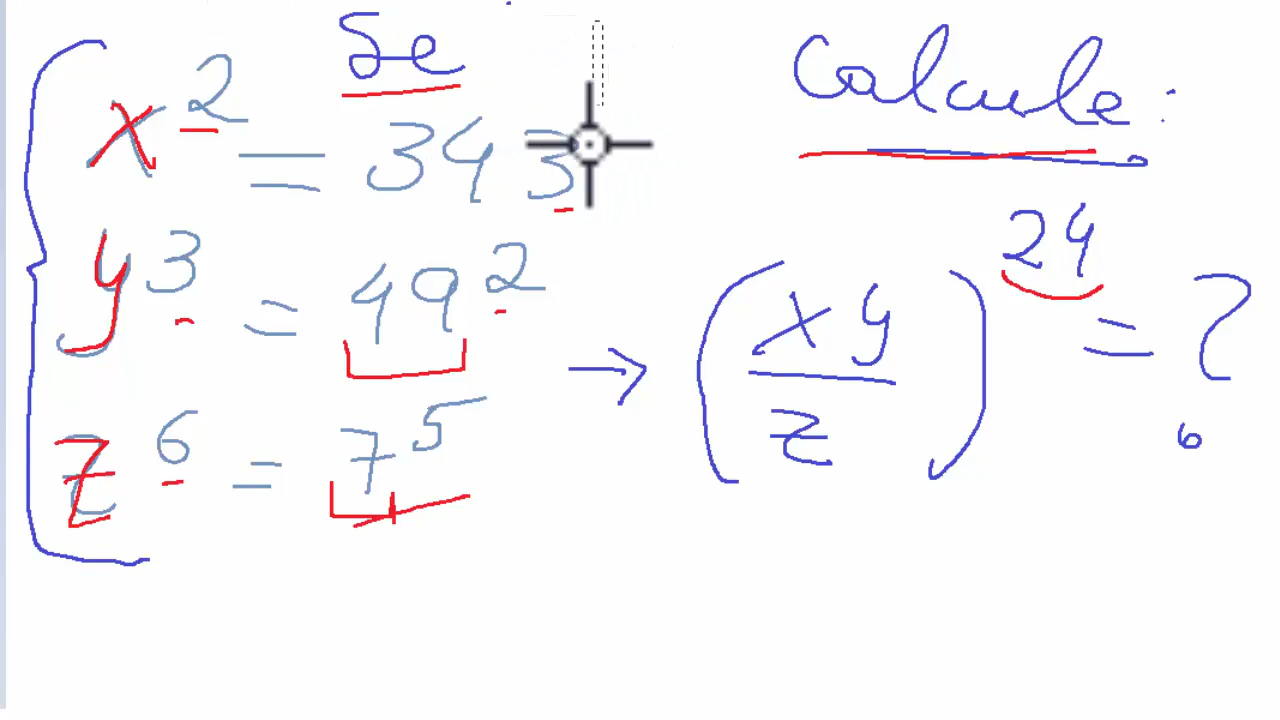 Se
x² = 343
y³ = 49²
z⁶ = 7⁵
Calcule:
→ (xy/z)²⁴ = ?